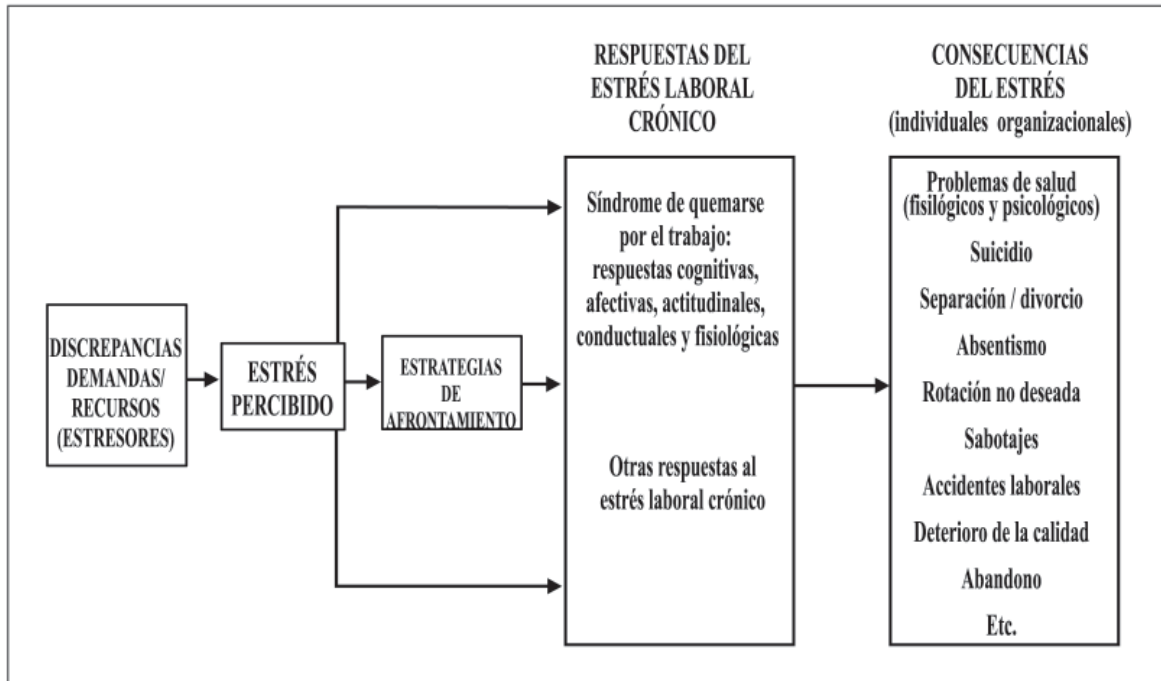 RESPUESTAS DEL
ESTRÉS LABORAL
CRÓNICO
CONSECUENCIAS
DEL ESTRÉS
(individuales organizacionales)
DISCREPANCIAS
DEMANDAS/
RECURSOS
(ESTRESORES)
ESTRÉS
PERCIBIDO
ESTRATEGIAS
DE
AFRONTAMIENTO
Síndrome de quemarse
por el trabajo:
respuestas cognitivas,
afectivas, actitudinales,
conductuales y fisiológicas
Otras respuestas al
estrés laboral crónico
Problemas de salud
(fisilógicos y psicológicos)
Suicidio
Separación / divorcio
Absentismo
Rotación no deseada
Sabotajes
Accidentes laborales
Deterioro de la calidad
Abandono
Etc.